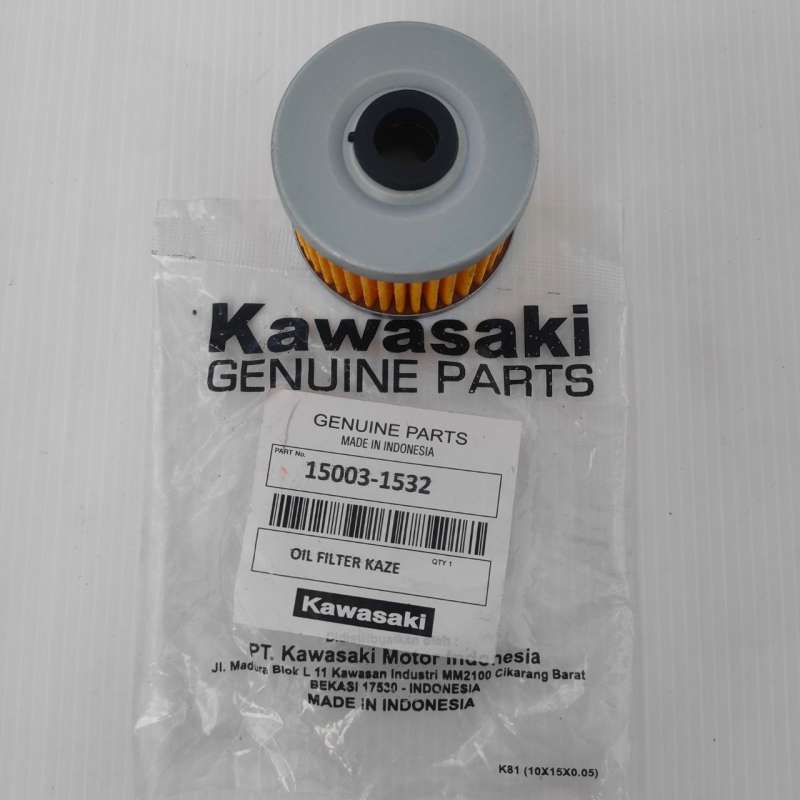 Kawasaki
GENUINE PARTS
GENUINE PARTS
MADE IN INDONESIA
PART No.
15003-1532
OIL FILTER KAZE QTY 1
Kawasaki
PT. Kawasaki Motor Indonesia
Jl. Madura Blok L 11 Kawasan Industri MM2100 Cikarang Barat
BEKASI 17530 - INDONESIA
MADE IN INDONESIA
K81 (10X15X0.05)